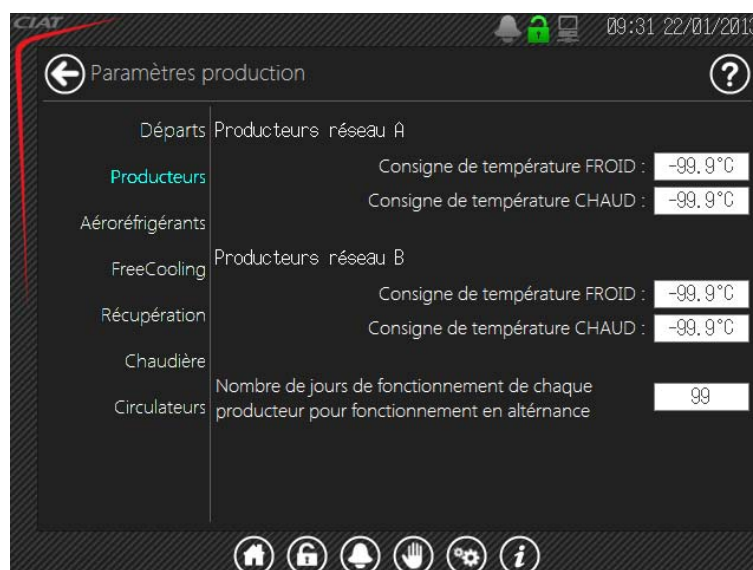 CIAT
09:31 22/01/2013
Paramètres production
?
Départs
Producteurs réseau A
Consigne de température FROID : -99.9°C
Producteurs
Consigne de température CHAUD : -99.9°C
Aéroréfrigérants
Producteurs réseau B
FreeCooling
Consigne de température FROID : -99.9°C
Récupération
Consigne de température CHAUD : -99.9°C
Chaudière
Nombre de jours de fonctionnement de chaque
producteur pour fonctionnement en altérnance
99
Circulateurs
i